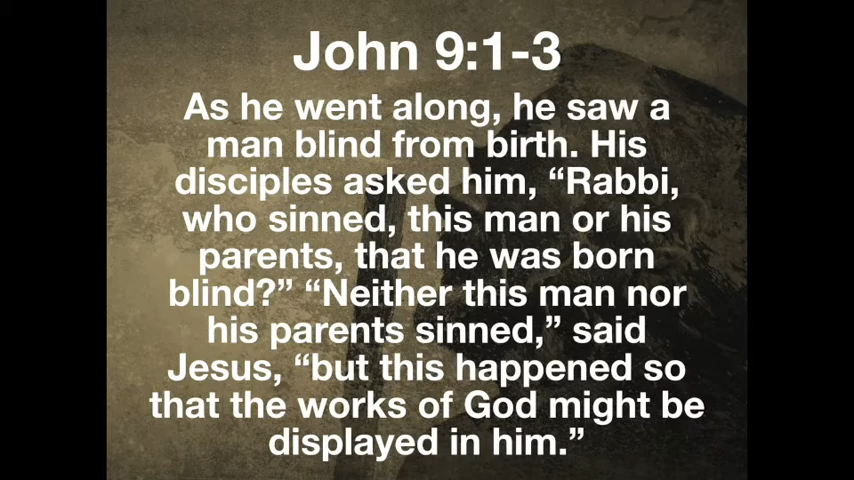 John 9:1-3
As he went along, he saw a
man blind from birth. His
disciples asked him, “Rabbi,
who sinned, this man or his
parents, that he was born
blind?” “Neither this man nor
his parents sinned,” said
Jesus, “but this happened so
that the works of God might be
displayed in him.”